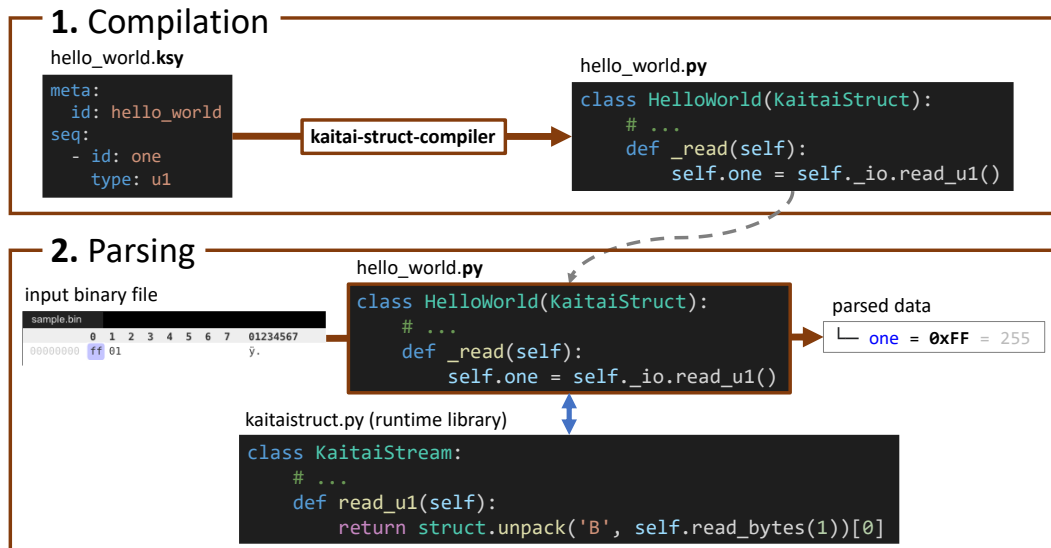 1. Compilation
hello_world.ksy
meta:
  id: hello_world
seq:
  - id: one
    type: u1
kaitai-struct-compiler
hello_world.py
class HelloWorld(KaitaiStruct):
    # ...
    def _read(self):
        self.one = self._io.read_u1()
2. Parsing
input binary file
sample.bin
0 1 2 3 4 5 6 7 01234567
00000000 ff 01 ÿ.
hello_world.py
class HelloWorld(KaitaiStruct):
    # ...
    def _read(self):
        self.one = self._io.read_u1()
parsed data
└─ one = 0xFF = 255
kaitaistruct.py (runtime library)
class KaitaiStream:
    # ...
    def read_u1(self):
        return struct.unpack('B', self.read_bytes(1))[0]